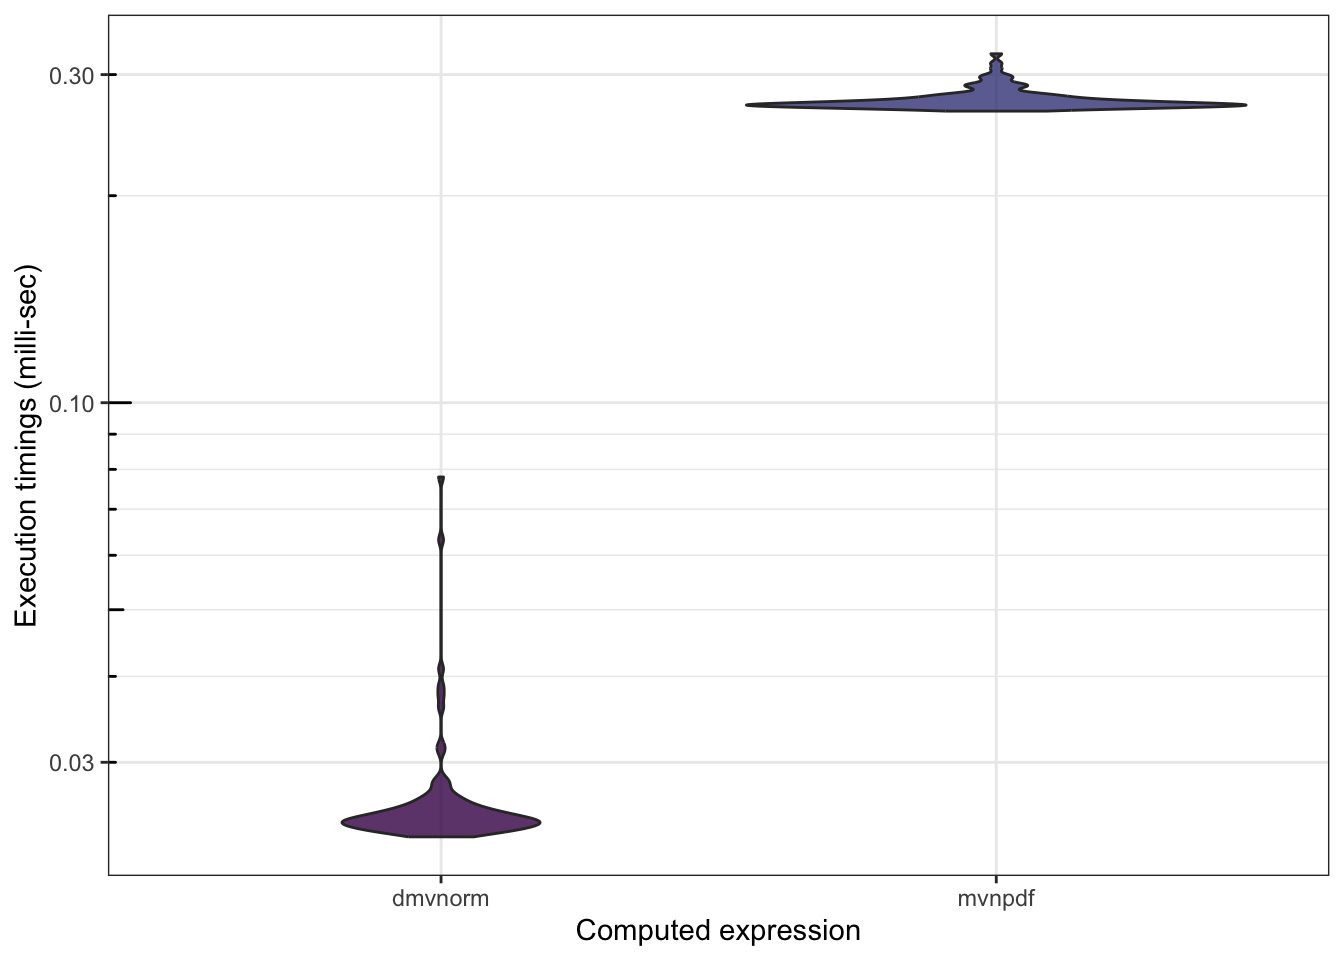 0.30
0.10
0.03
Execution timings (milli-sec)
dmvnorm
mvnpdf
Computed expression